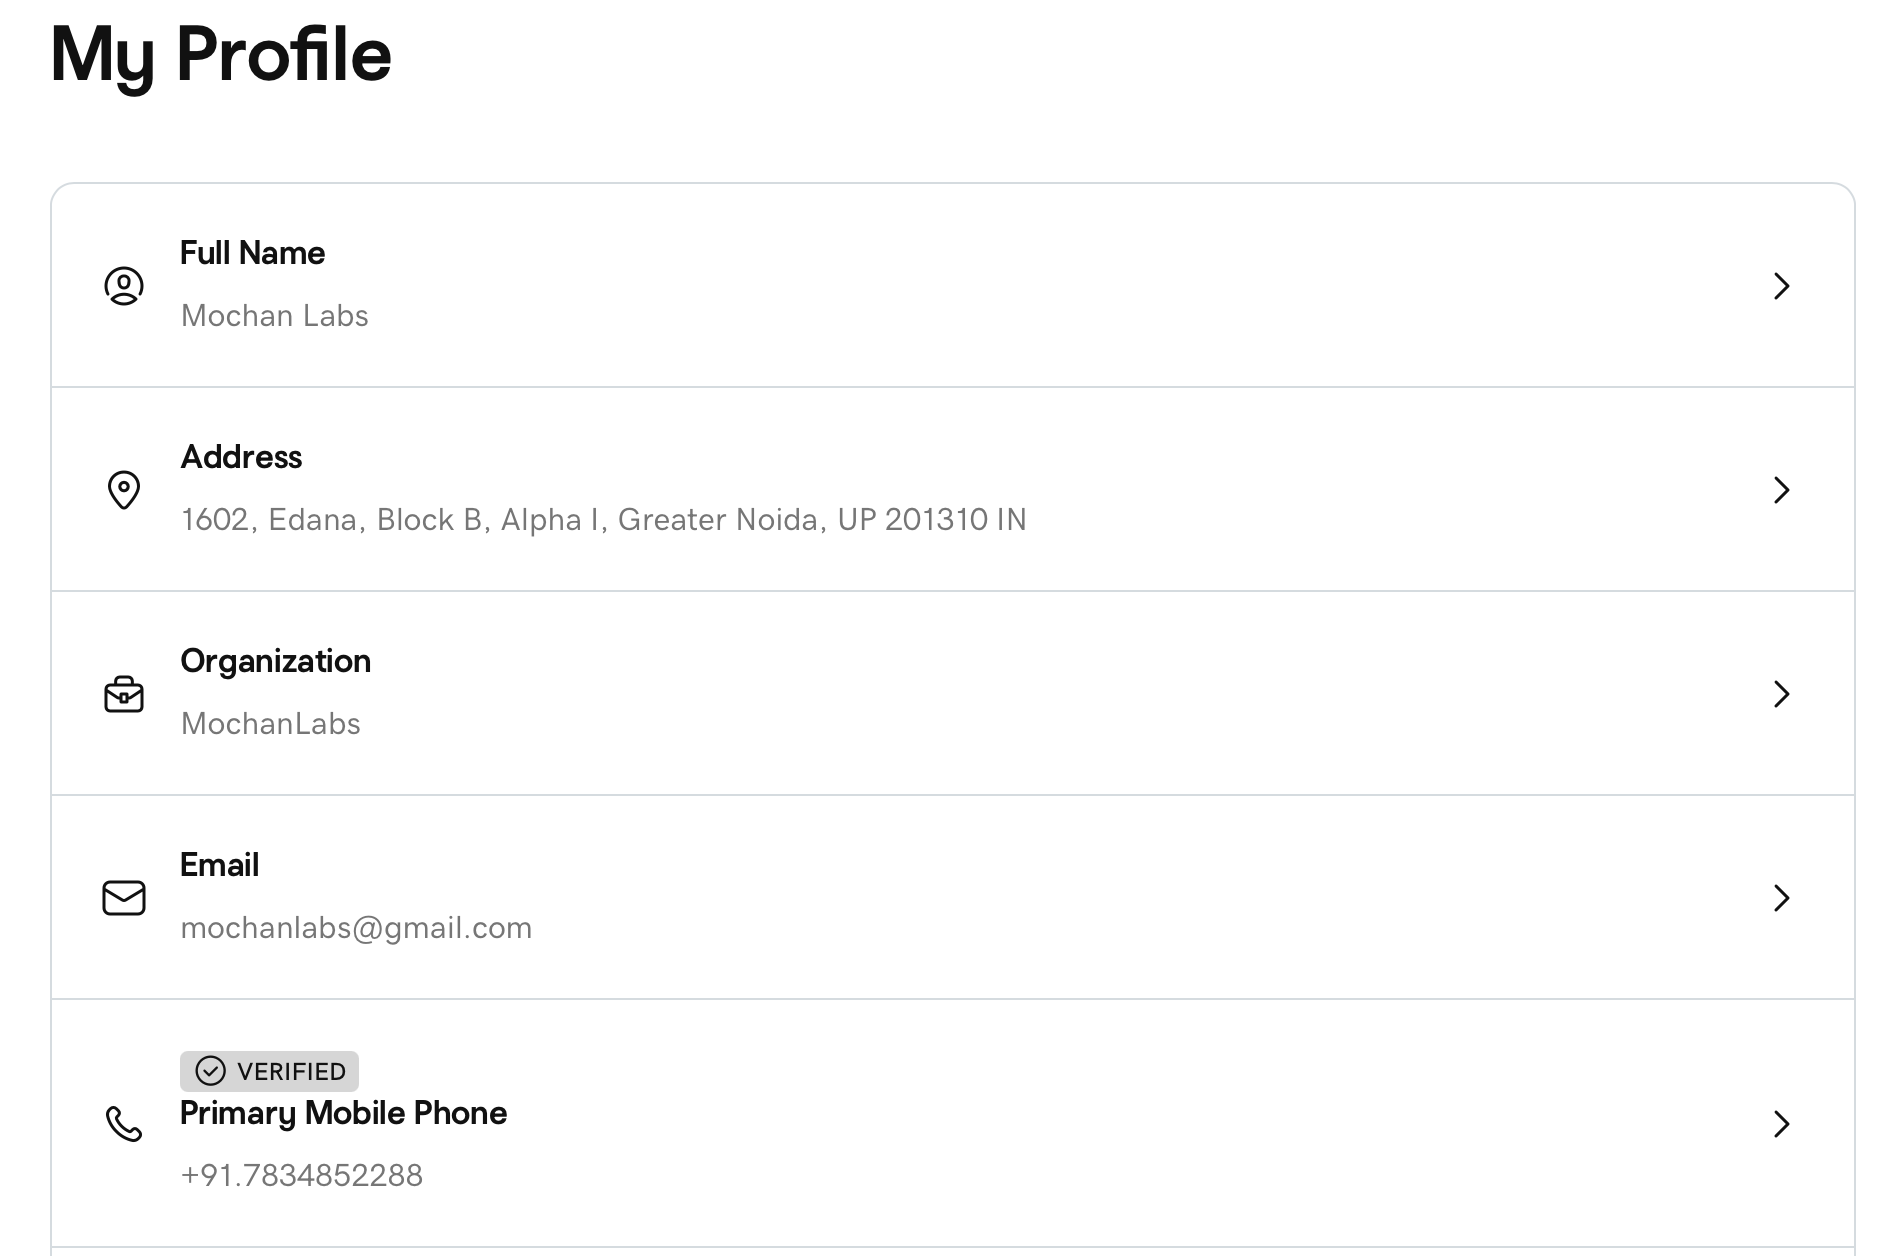 My Profile
Full Name
Mochan Labs
Address
1602, Edana, Block B, Alpha I, Greater Noida, UP 201310 IN
Organization
MochanLabs
Email
mochanlabs@gmail.com
VERIFIED
Primary Mobile Phone
+91.7834852288